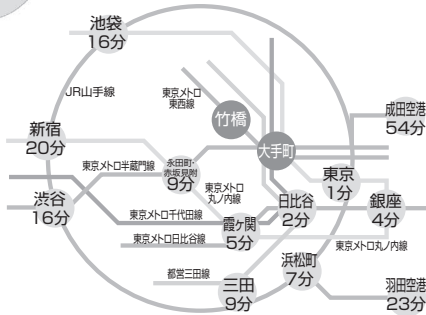 池袋
16分
JR山手線
東京メトロ
東西線
竹橋
成田空港
54分
新宿
20分
大手町
東京メトロ半蔵門線
永田町・
赤坂見附
9分
東京
1分
渋谷
16分
東京メトロ
丸ノ内線
日比谷
2分
銀座
4分
東京メトロ千代田線
霞ヶ関
5分
東京メトロ日比谷線
東京メトロ丸ノ内線
浜松町
7分
都営三田線
三田
9分
羽田空港
23分